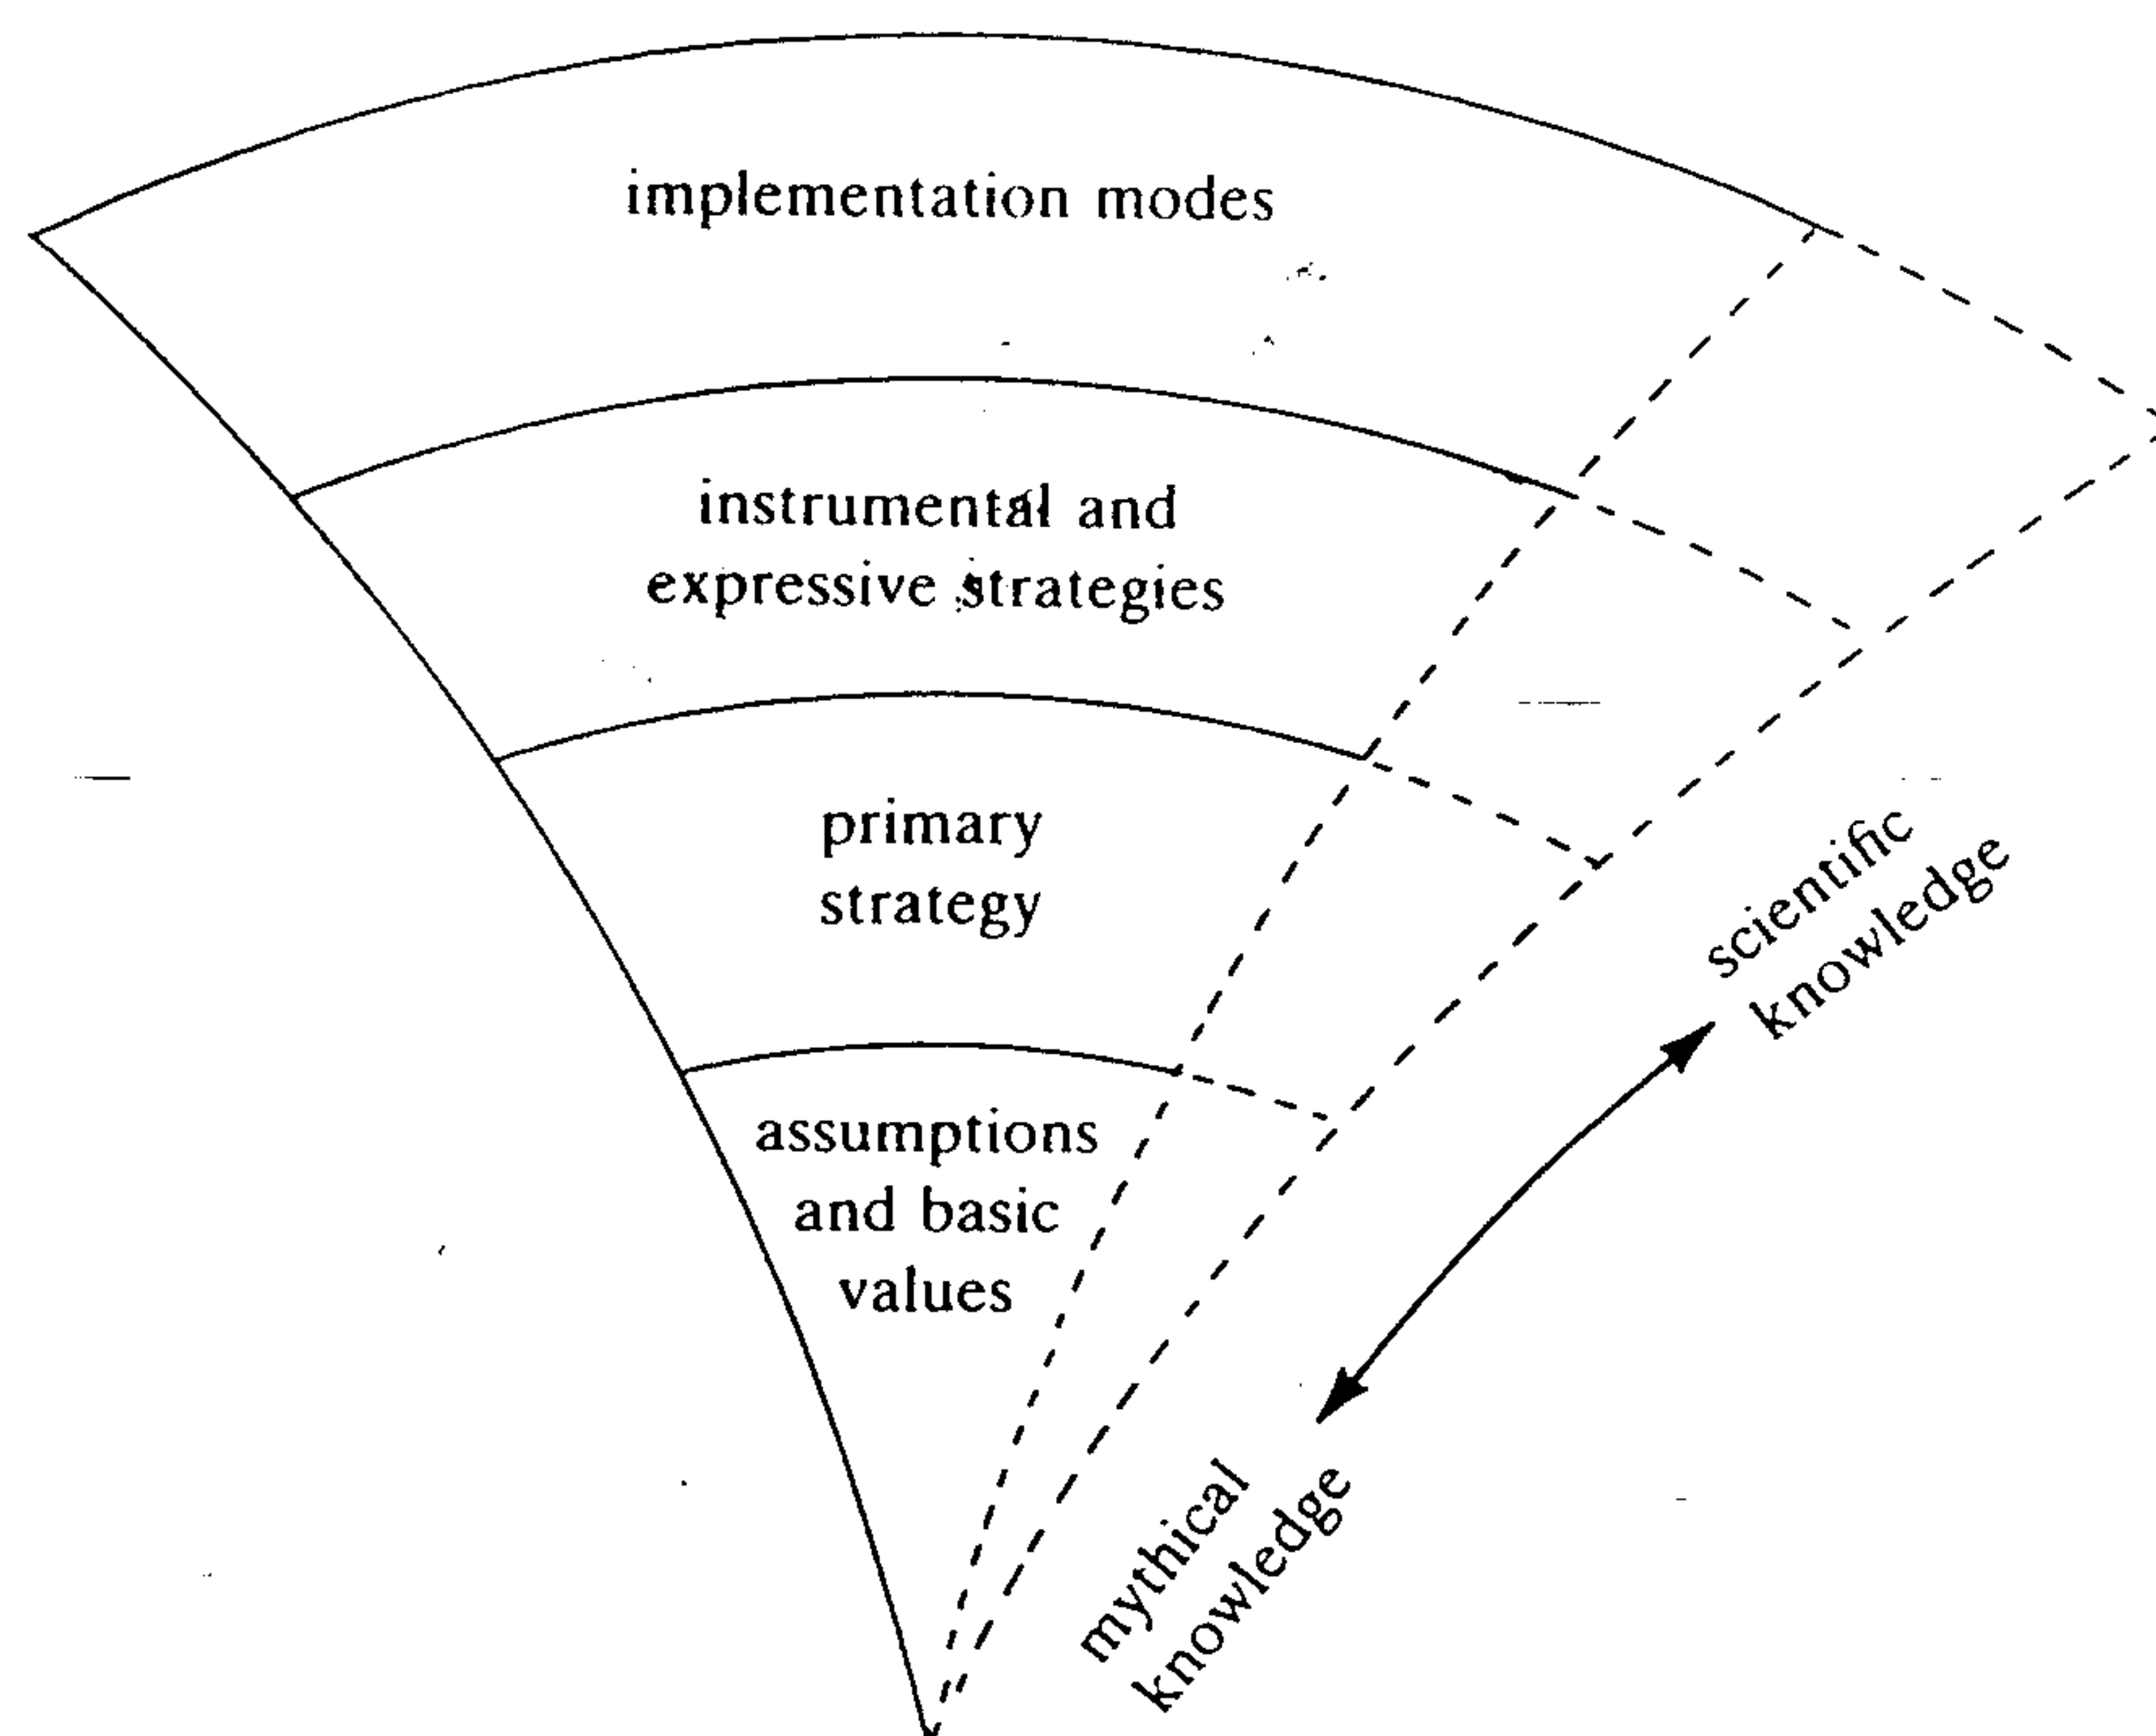 implementation modes
instrumental and
expressive strategies
primary
strategy
assumptions
and basic
values
scientific
knowledge
mythical
knowledge